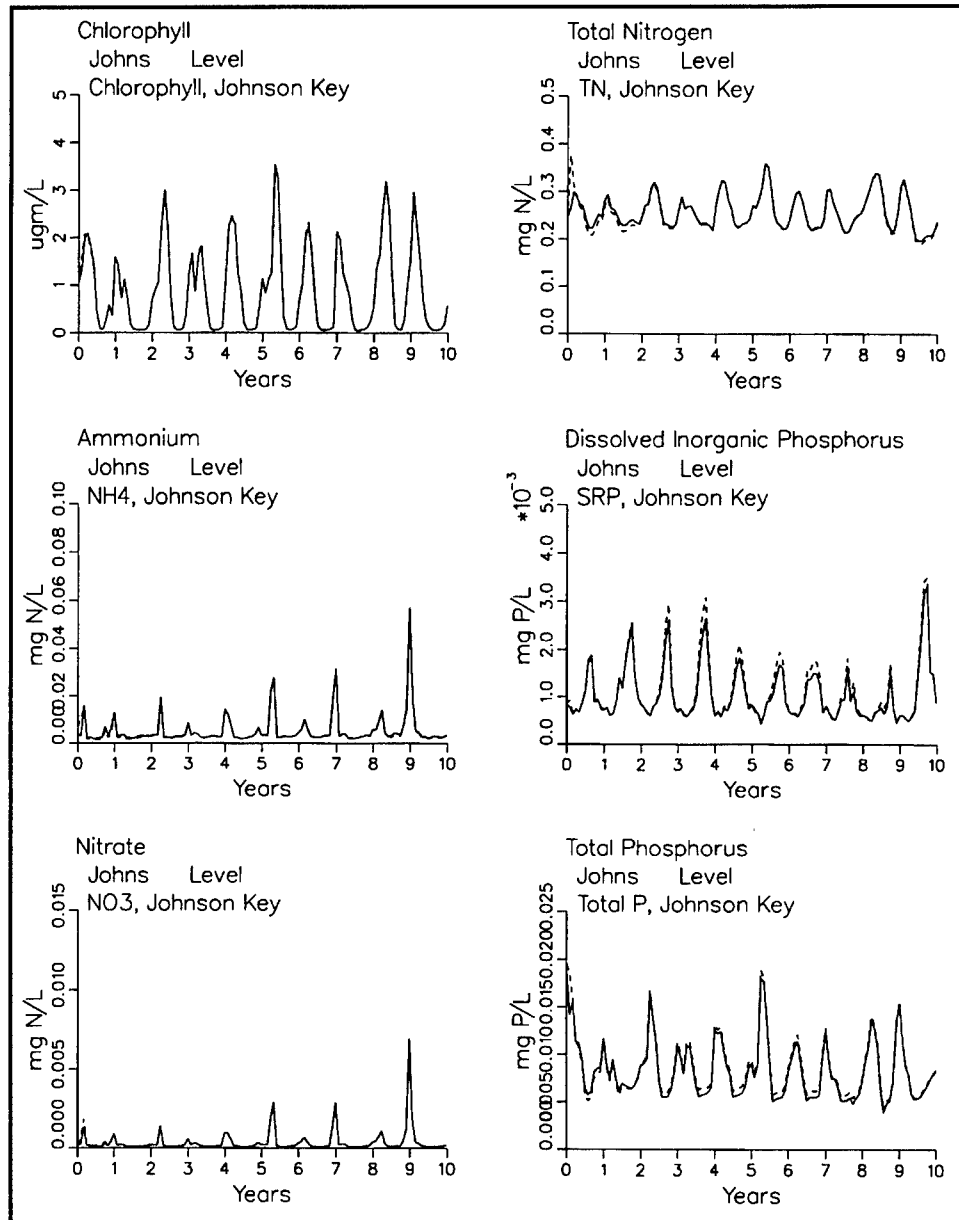 Chlorophyll
Johns Level
Chlorophyll, Johnson Key
ugm/L
5
4
3
2
1
0
0 1 2 3 4 5 6 7 8 9 10
Years
Total Nitrogen
Johns Level
TN, Johnson Key
mg N/L
0.5
0.4
0.3
0.2
0.1
0.0
0 1 2 3 4 5 6 7 8 9 10
Years
Ammonium
Johns Level
NH4, Johnson Key
mg N/L
0.10
0.08
0.06
0.04
0.02
0.00
0 1 2 3 4 5 6 7 8 9 10
Years
Dissolved Inorganic Phosphorus
Johns Level
SRP, Johnson Key
*10-3
mg P/L
5.0
4.0
3.0
2.0
1.0
0.0
0 1 2 3 4 5 6 7 8 9 10
Years
Nitrate
Johns Level
NO3, Johnson Key
mg N/L
0.015
0.010
0.005
0.000
0 1 2 3 4 5 6 7 8 9 10
Years
Total Phosphorus
Johns Level
Total P, Johnson Key
mg P/L
0.0000.0050.0100.0150.0200.025
0 1 2 3 4 5 6 7 8 9 10
Years